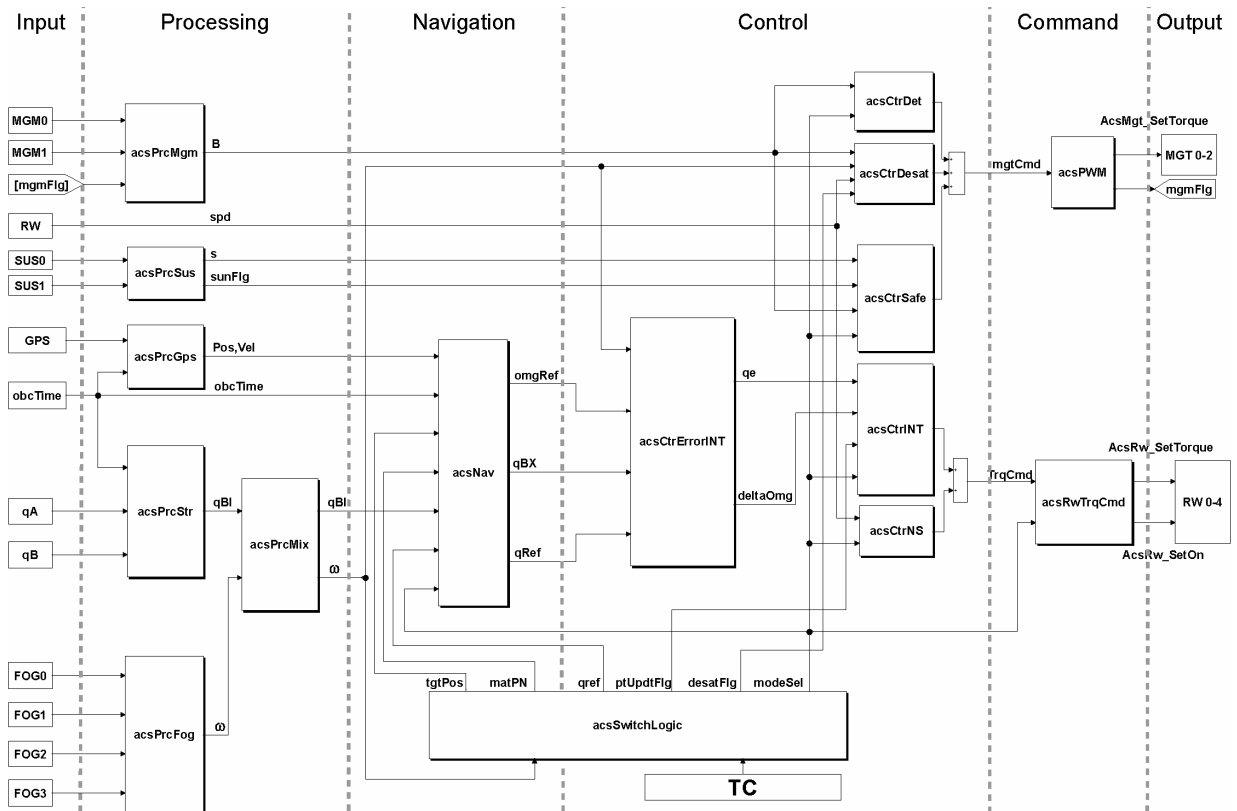 Input
Processing
Navigation
Control
Command
Output
MGM0
MGM1
[mgmFlg]
RW
SUS0
SUS1
GPS
obcTime
qA
qB
FOG0
FOG1
FOG2
FOG3
acsPrcMgm
B
spd
acsPrcSus
s
sunFlg
acsPrcGps
Pos,Vel
obcTime
acsPrcStr
qBI
acsPrcMix
qBI
ω
acsPrcFog
ω
acsNav
omgRef
qBX
qRef
acsCtrErrorINT
qe
deltaOmg
acsCtrDet
acsCtrDesat
acsCtrSafe
acsCtrINT
acsCtrNS
+
+
+
+
+
tgtPos
matPN
qref
ptUpdtFlg
desatFlg
modeSel
acsSwitchLogic
TC
mgtCmd
acsPWM
AcsMgt_SetTorque
MGT 0-2
mgmFlg
TrqCmd
acsRwTrqCmd
AcsRw_SetTorque
RW 0-4
AcsRw_SetOn